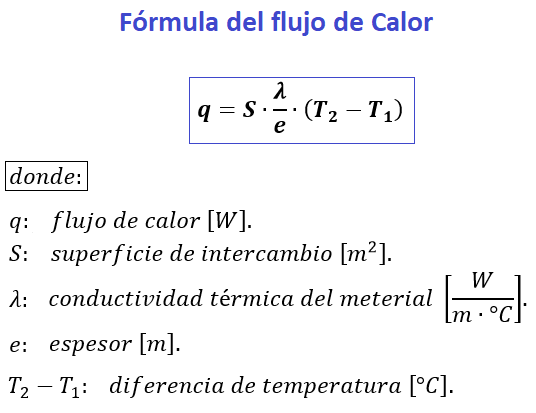 Fórmula del flujo de Calor
q = S · λ/e · (T₂ − T₁)
donde:
q: flujo de calor [W].
S: superficie de intercambio [m²].
λ: conductividad térmica del meterial [W/(m · °C)].
e: espesor [m].
T₂ − T₁: diferencia de temperatura [°C].